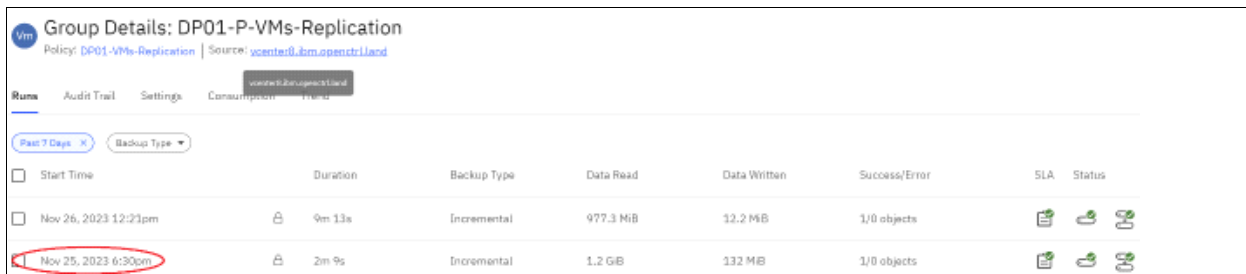 Vm
Group Details: DP01-P-VMs-Replication
Policy: DP01-VMs-Replication | Source: vcenter8.ibm.openctrl.land
vcenter8.ibm.openctrl.land
Runs Audit Trail Settings Consumption Trend
Past 7 Days × Backup Type
Start Time Duration Backup Type Data Read Data Written Success/Error SLA Status
Nov 26, 2023 12:21pm 9m 13s Incremental 977.3 MiB 12.2 MiB 1/0 objects
Nov 25, 2023 6:30pm 2m 9s Incremental 1.2 GiB 132 MiB 1/0 objects